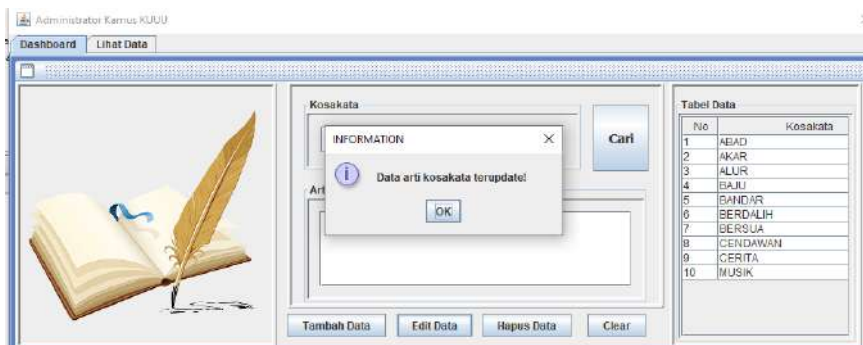 Administrator Kamus KUUU
Dashboard
Lihat Data
Kosakata
Cari
INFORMATION
Data arti kosakata terupdate!
OK
Tambah Data
Edit Data
Hapus Data
Clear
Tabel Data
No Kosakata
1 ABAD
2 AKAR
3 ALUR
4 BAJU
5 BANDAR
6 BERDALIH
7 BERSUA
8 CENDAWAN
9 CERITA
10 MUSIK